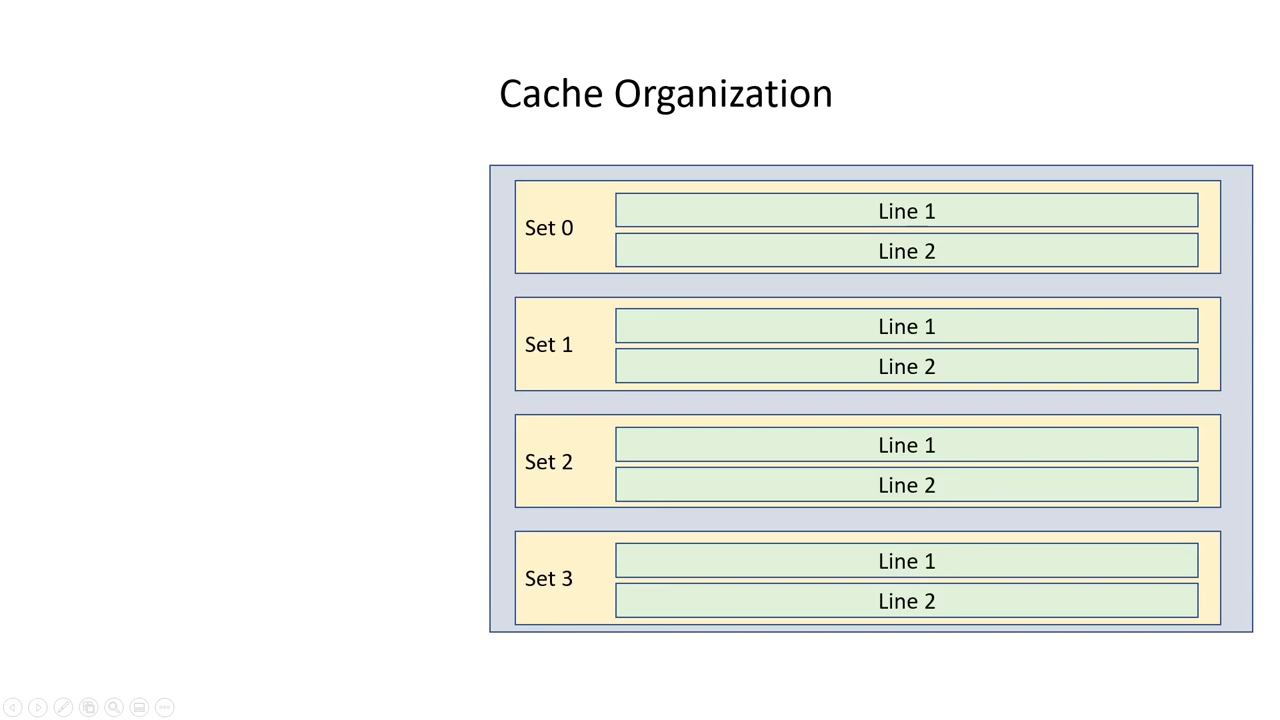 Cache Organization
Set 0
Line 1
Line 2
Set 1
Line 1
Line 2
Set 2
Line 1
Line 2
Set 3
Line 1
Line 2